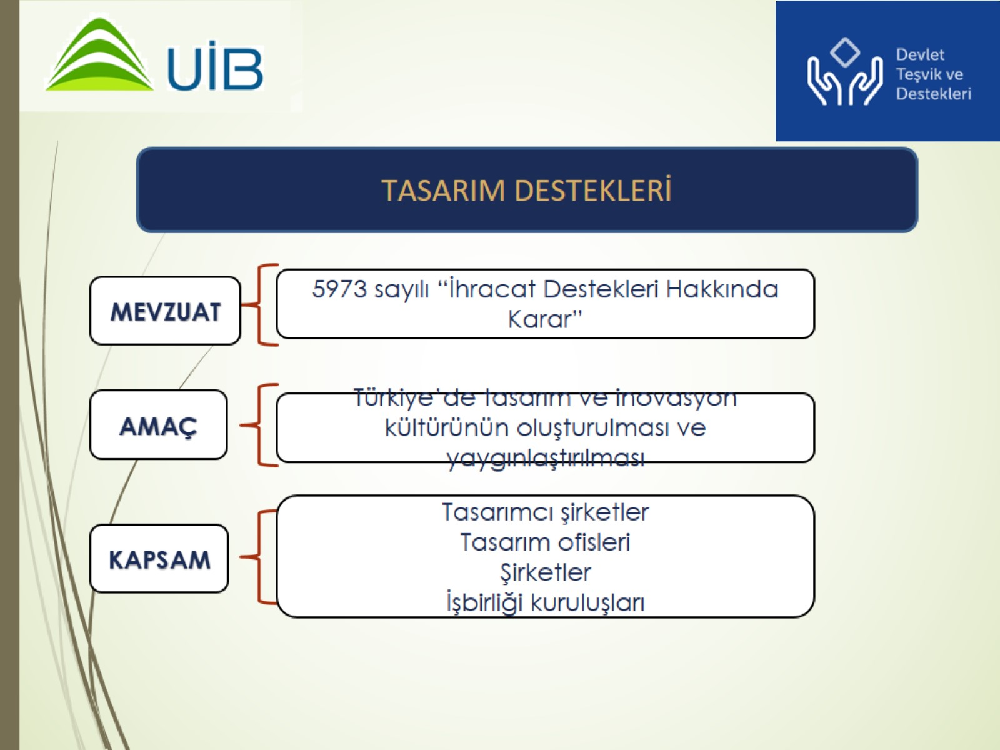 UİB
Devlet
Teşvik ve
Destekleri
TASARIM DESTEKLERİ
MEVZUAT
5973 sayılı “İhracat Destekleri Hakkında
Karar”
AMAÇ
Türkiye’de tasarım ve inovasyon
kültürünün oluşturulması ve
yaygınlaştırılması
KAPSAM
Tasarımcı şirketler
Tasarım ofisleri
Şirketler
İşbirliği kuruluşları